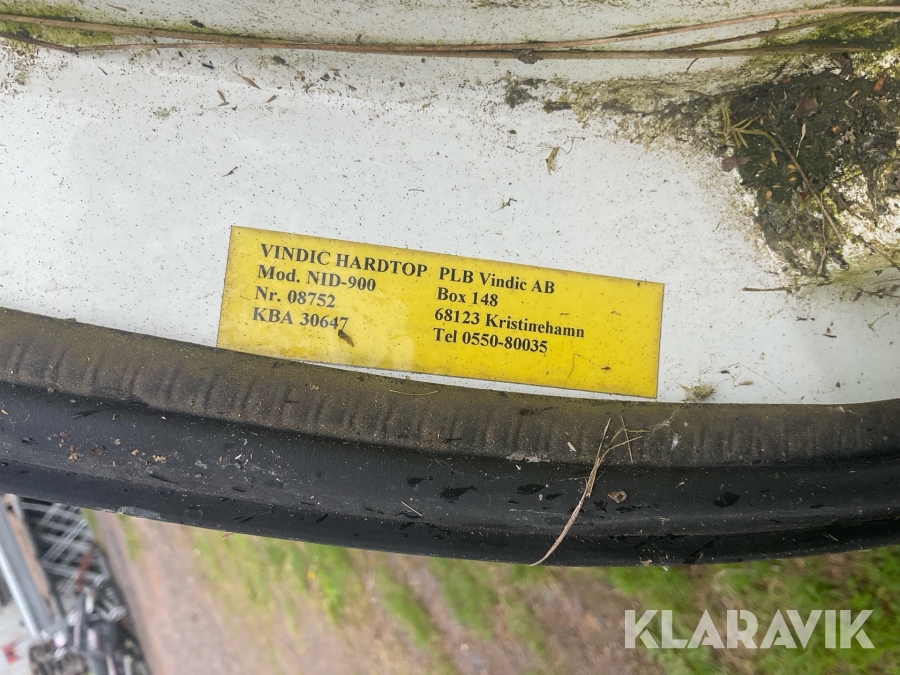 VINDIC HARDTOP
Mod. NID-900
Nr. 08752
KBA 30647
PLB Vindic AB
Box 148
68123 Kristinehamn
Tel 0550-80035
KLARAVIK